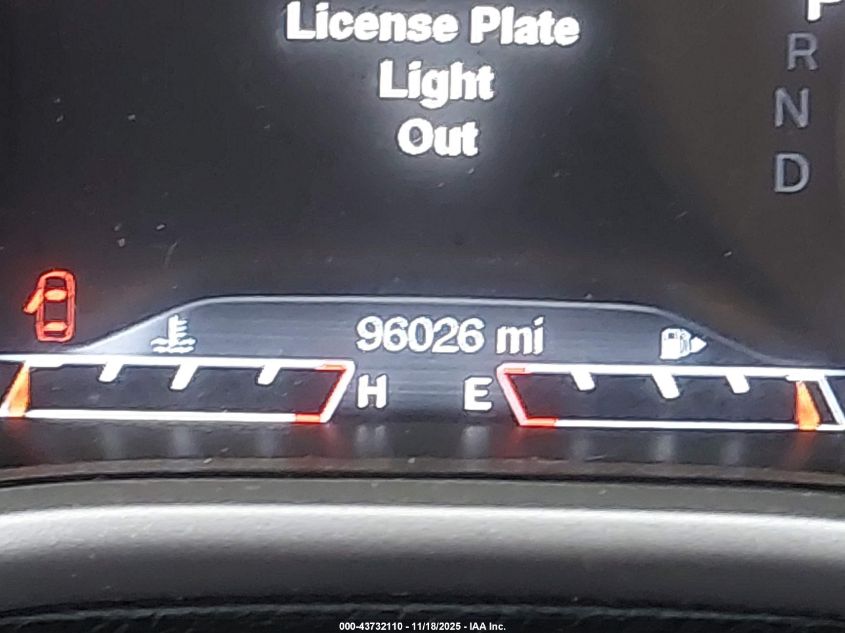 License Plate
Light
Out
P
R
N
D
96026 mi
H
E
000-43732110 - 11/18/2025 - IAA Inc.